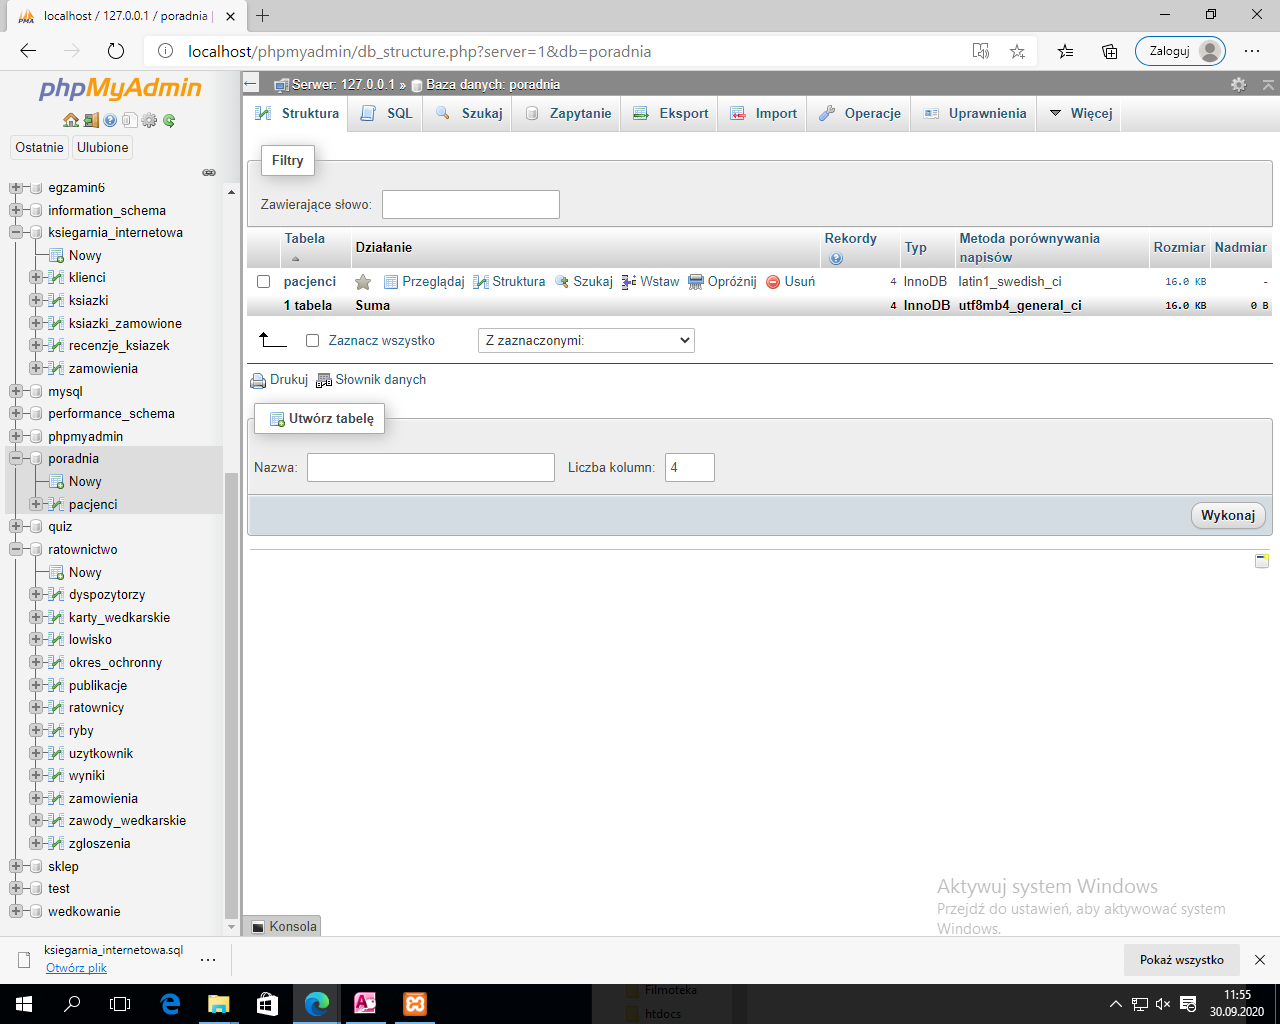 localhost / 127.0.0.1 / poradnia |
localhost/phpmyadmin/db_structure.php?server=1&db=poradnia
Zaloguj
phpMyAdmin
Ostatnie
Ulubione
egzamin6
information_schema
ksiegarnia_internetowa
Nowy
klienci
ksiazki
ksiazki_zamowione
recenzje_ksiazek
zamowienia
mysql
performance_schema
phpmyadmin
poradnia
Nowy
pacjenci
quiz
ratownictwo
Nowy
dyspozytorzy
karty_wedkarskie
lowisko
okres_ochronny
publikacje
ratownicy
ryby
uzytkownik
wyniki
zamowienia
zawody_wedkarskie
zgloszenia
sklep
test
wedkowanie
Serwer: 127.0.0.1 » Baza danych: poradnia
Struktura SQL Szukaj Zapytanie Eksport Import Operacje Uprawnienia Więcej
Filtry
Zawierające słowo:
Tabela Działanie Rekordy Typ Metoda porównywania napisów Rozmiar Nadmiar
pacjenci Przeglądaj Struktura Szukaj Wstaw Opróżnij Usuń 4 InnoDB latin1_swedish_ci 16.0 KB -
1 tabela Suma 4 InnoDB utf8mb4_general_ci 16.0 KB 0 B
Zaznacz wszystko Z zaznaczonymi:
Drukuj Słownik danych
Utwórz tabelę
Nazwa: Liczba kolumn: 4
Wykonaj
Konsola
Aktywuj system Windows
Przejdź do ustawień, aby aktywować system
Windows.
ksiegarnia_internetowa.sql
Otwórz plik
Pokaż wszystko
Filmoteka
htdocs
11:55
30.09.2020